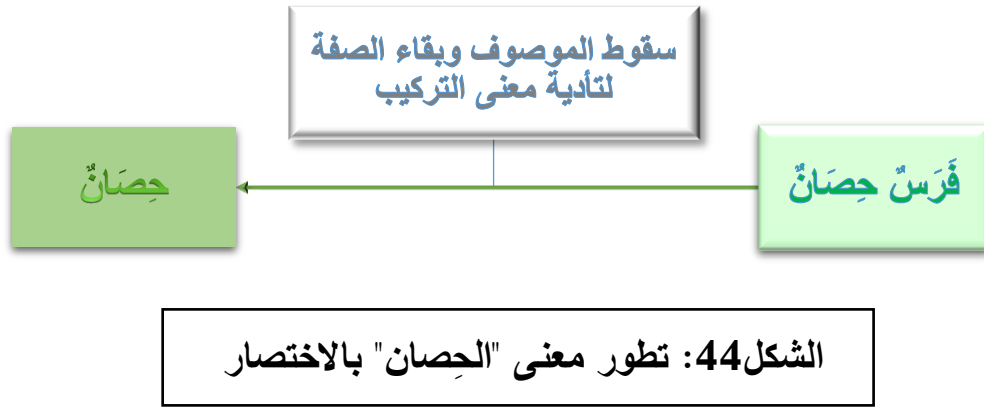 سقوط الموصوف وبقاء الصفة
لتأدية معنى التركيب
فَرَسٌ حِصَانٌ
حِصَانٌ
الشكل44: تطور معنى "الحِصان" بالاختصار